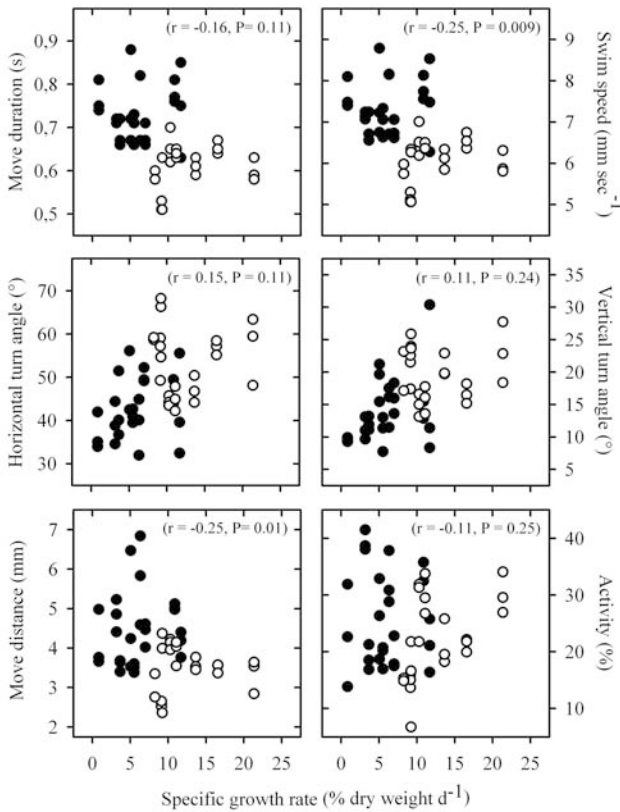 (r = -0.16, P = 0.11)
Move duration (s)
0,9
0.8
0.7
0.6
0.5
(r = -0.25, P = 0.009)
Swim speed (mm sec⁻¹)
9
8
7
6
5
(r = 0.15, P = 0.11)
Horizontal turn angle (°)
70
60
50
40
30
(r = 0.11, P = 0.24)
Vertical turn angle (°)
35
30
25
20
15
10
5
(r = -0.25, P= 0.01)
Move distance (mm)
7
6
5
4
3
2
(r = -0.11, P = 0.25)
Activity (%)
40
30
20
10
0 5 10 15 20 25
0 5 10 15 20 25
Specific growth rate (% dry weight d⁻¹)